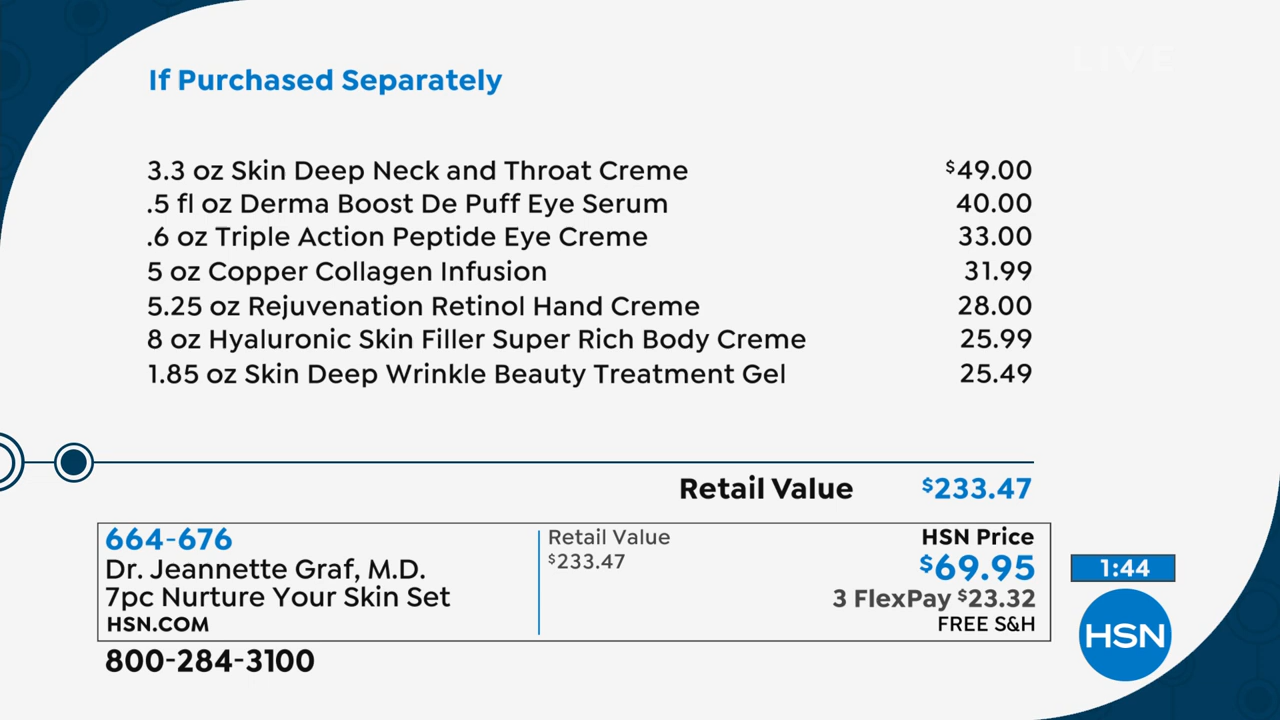 LIVE
If Purchased Separately
3.3 oz Skin Deep Neck and Throat Creme $49.00
.5 fl oz Derma Boost De Puff Eye Serum 40.00
.6 oz Triple Action Peptide Eye Creme 33.00
5 oz Copper Collagen Infusion 31.99
5.25 oz Rejuvenation Retinol Hand Creme 28.00
8 oz Hyaluronic Skin Filler Super Rich Body Creme 25.99
1.85 oz Skin Deep Wrinkle Beauty Treatment Gel 25.49
Retail Value $233.47
664-676
Dr. Jeannette Graf, M.D.
7pc Nurture Your Skin Set
HSN.COM
Retail Value
$233.47
HSN Price
$69.95
3 FlexPay $23.32
FREE S&H
1:44
HSN
800-284-3100